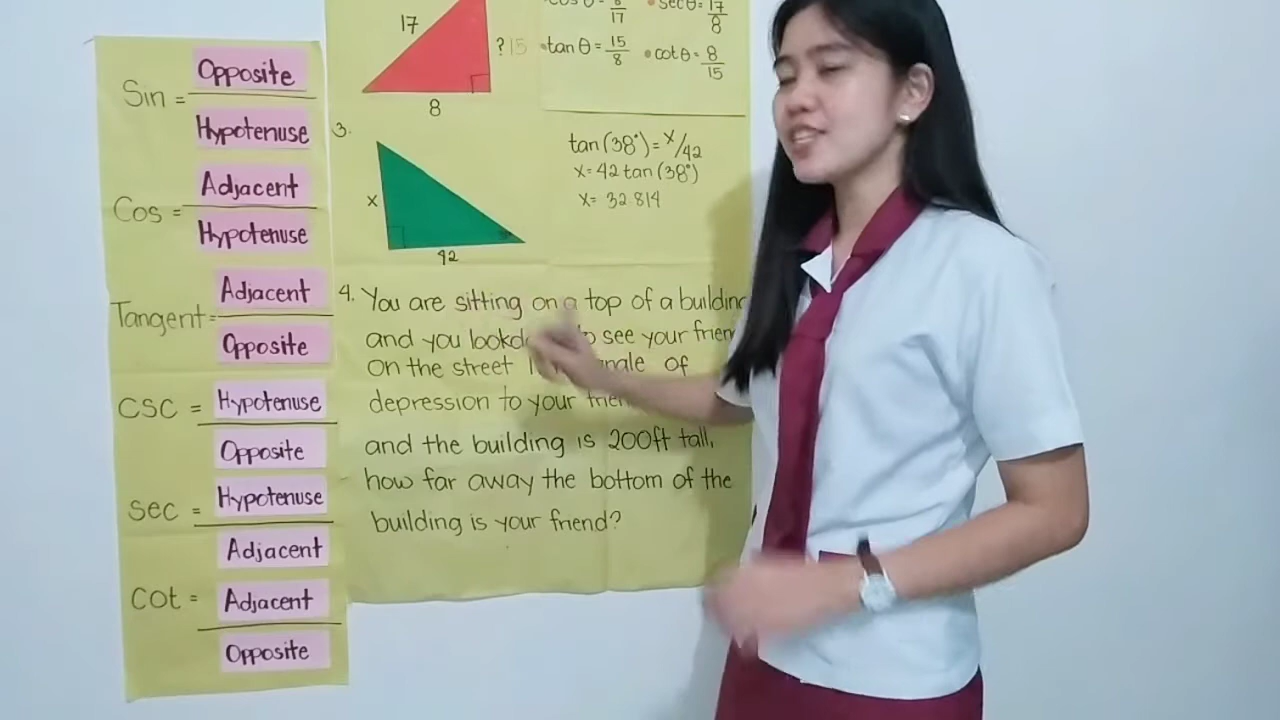 Sin = Opposite
Hypotenuse
Cos = Adjacent
Hypotenuse
Tangent = Adjacent
Opposite
CSC = Hypotenuse
Opposite
Sec = Hypotenuse
Adjacent
Cot = Adjacent
Opposite
17
? 15
8
17
• sec θ = 17/8
• tan θ = 15/8
• cot θ = 8/15
3.
x
42
tan (38°) = x/42
x = 42 tan (38°)
x = 32 814
4. You are sitting on a top of a building
and you see your
on the street of
depression to your
and the building is 200ft tall,
how far away the bottom of the
building is your friend?